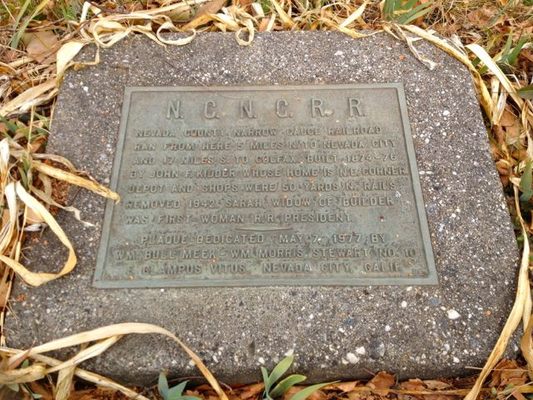 N. C. N. G. R. R.
NEVADA COUNTY NARROW GAUGE RAILROAD
RAN FROM HERE 5 MILES N. TO NEVADA CITY
AND 17 MILES S. TO COLFAX. BUILT 1874-76
BY JOHN F. KIDDER WHOSE HOME IS N.E. CORNER.
DEPOT AND SHOPS WERE 50 YARDS N. RAILS
REMOVED 1942. SARAH, WIDOW OF BUILDER
WAS FIRST WOMAN R.R. PRESIDENT.
PLAQUE DEDICATED MAY 7, 1977 BY
WM. BULL MEEK - WM. MORRIS STEWART NO. 10
E CLAMPUS VITUS, NEVADA CITY, CALIF.